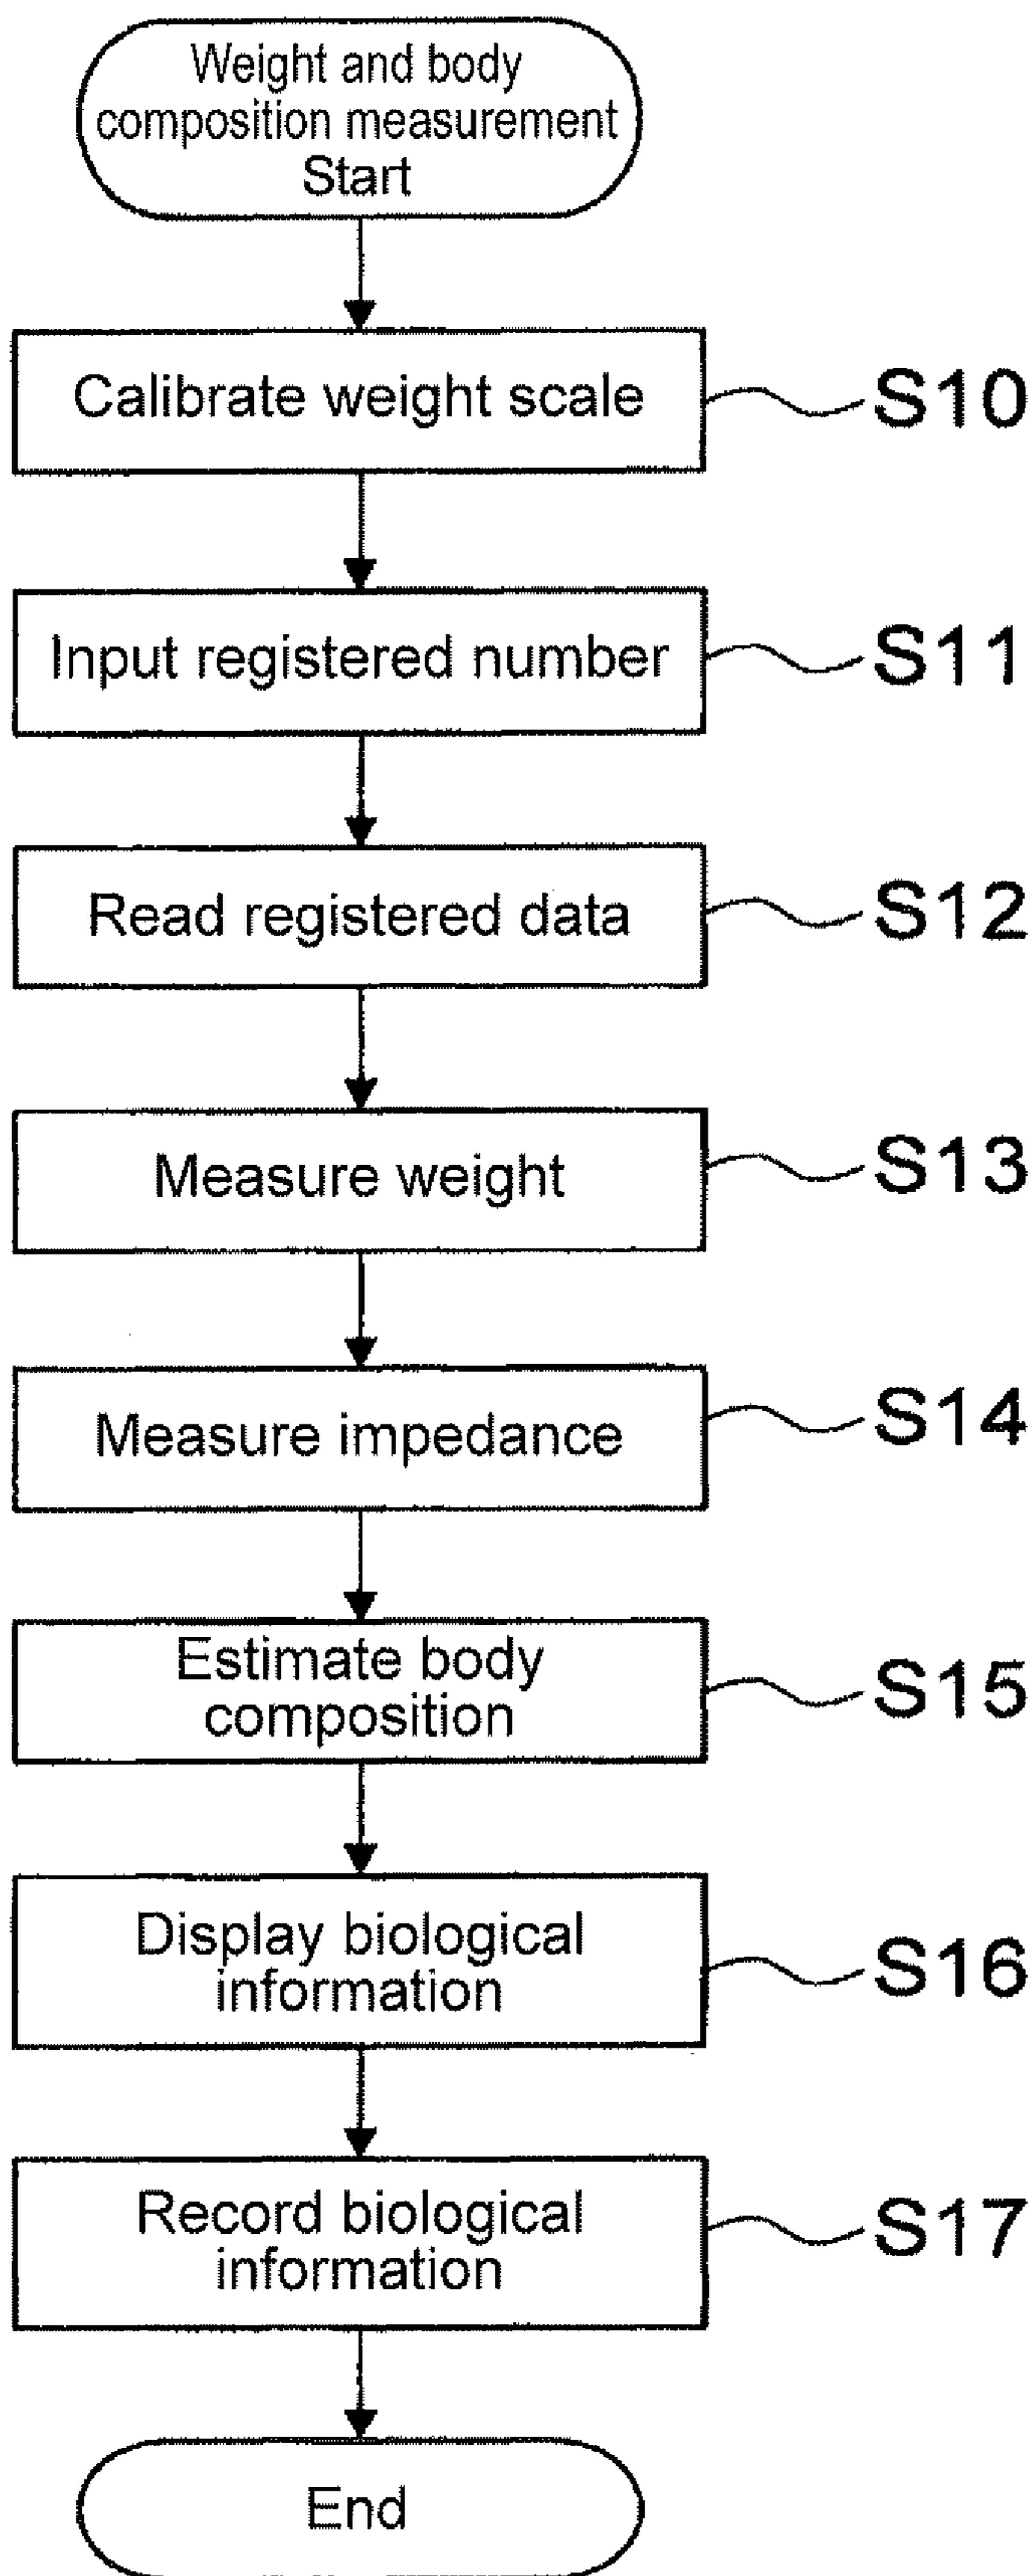 Weight and body
composition measurement
Start
Calibrate weight scale
S10
Input registered number
S11
Read registered data
S12
Measure weight
S13
Measure impedance
S14
Estimate body
composition
S15
Display biological
information
S16
Record biological
information
S17
End